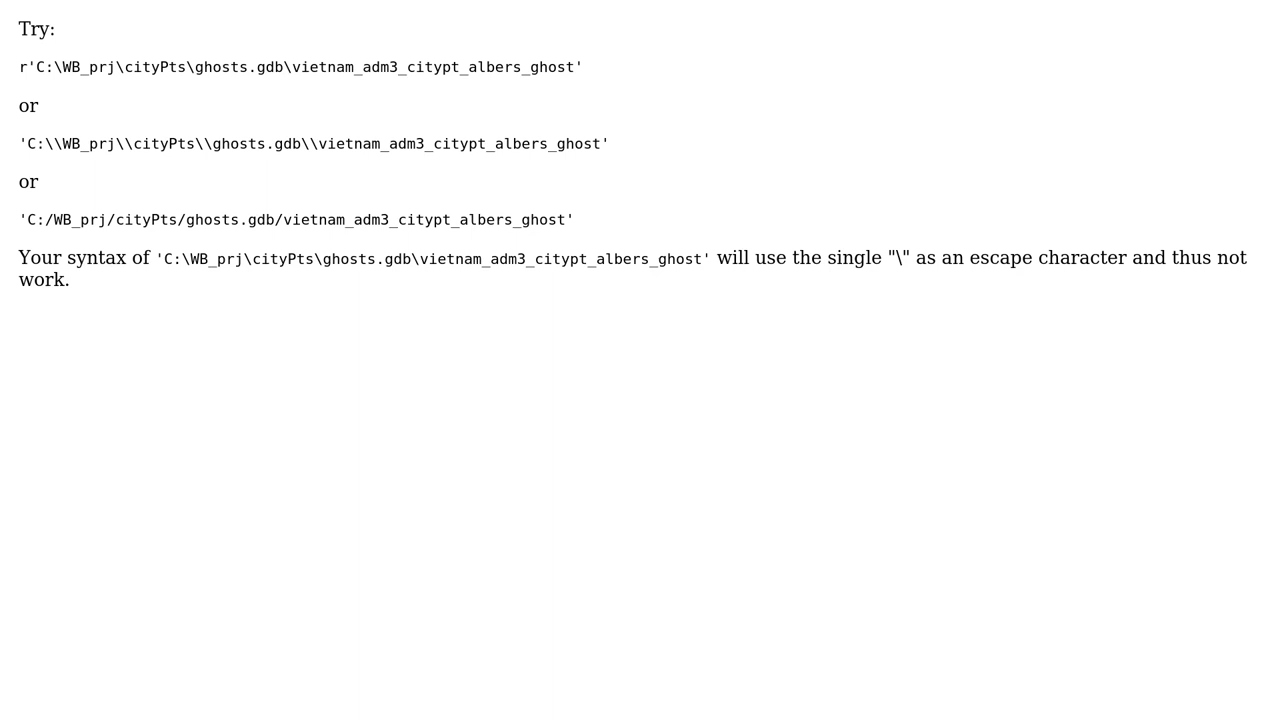 Try:
r'C:\WB_prj\cityPts\ghosts.gdb\vietnam_adm3_citypt_albers_ghost'
or
'C:\\WB_prj\\cityPts\\ghosts.gdb\\vietnam_adm3_citypt_albers_ghost'
or
'C:/WB_prj/cityPts/ghosts.gdb/vietnam_adm3_citypt_albers_ghost'
Your syntax of 'C:\WB_prj\cityPts\ghosts.gdb\vietnam_adm3_citypt_albers_ghost' will use the single "\" as an escape character and thus not
work.